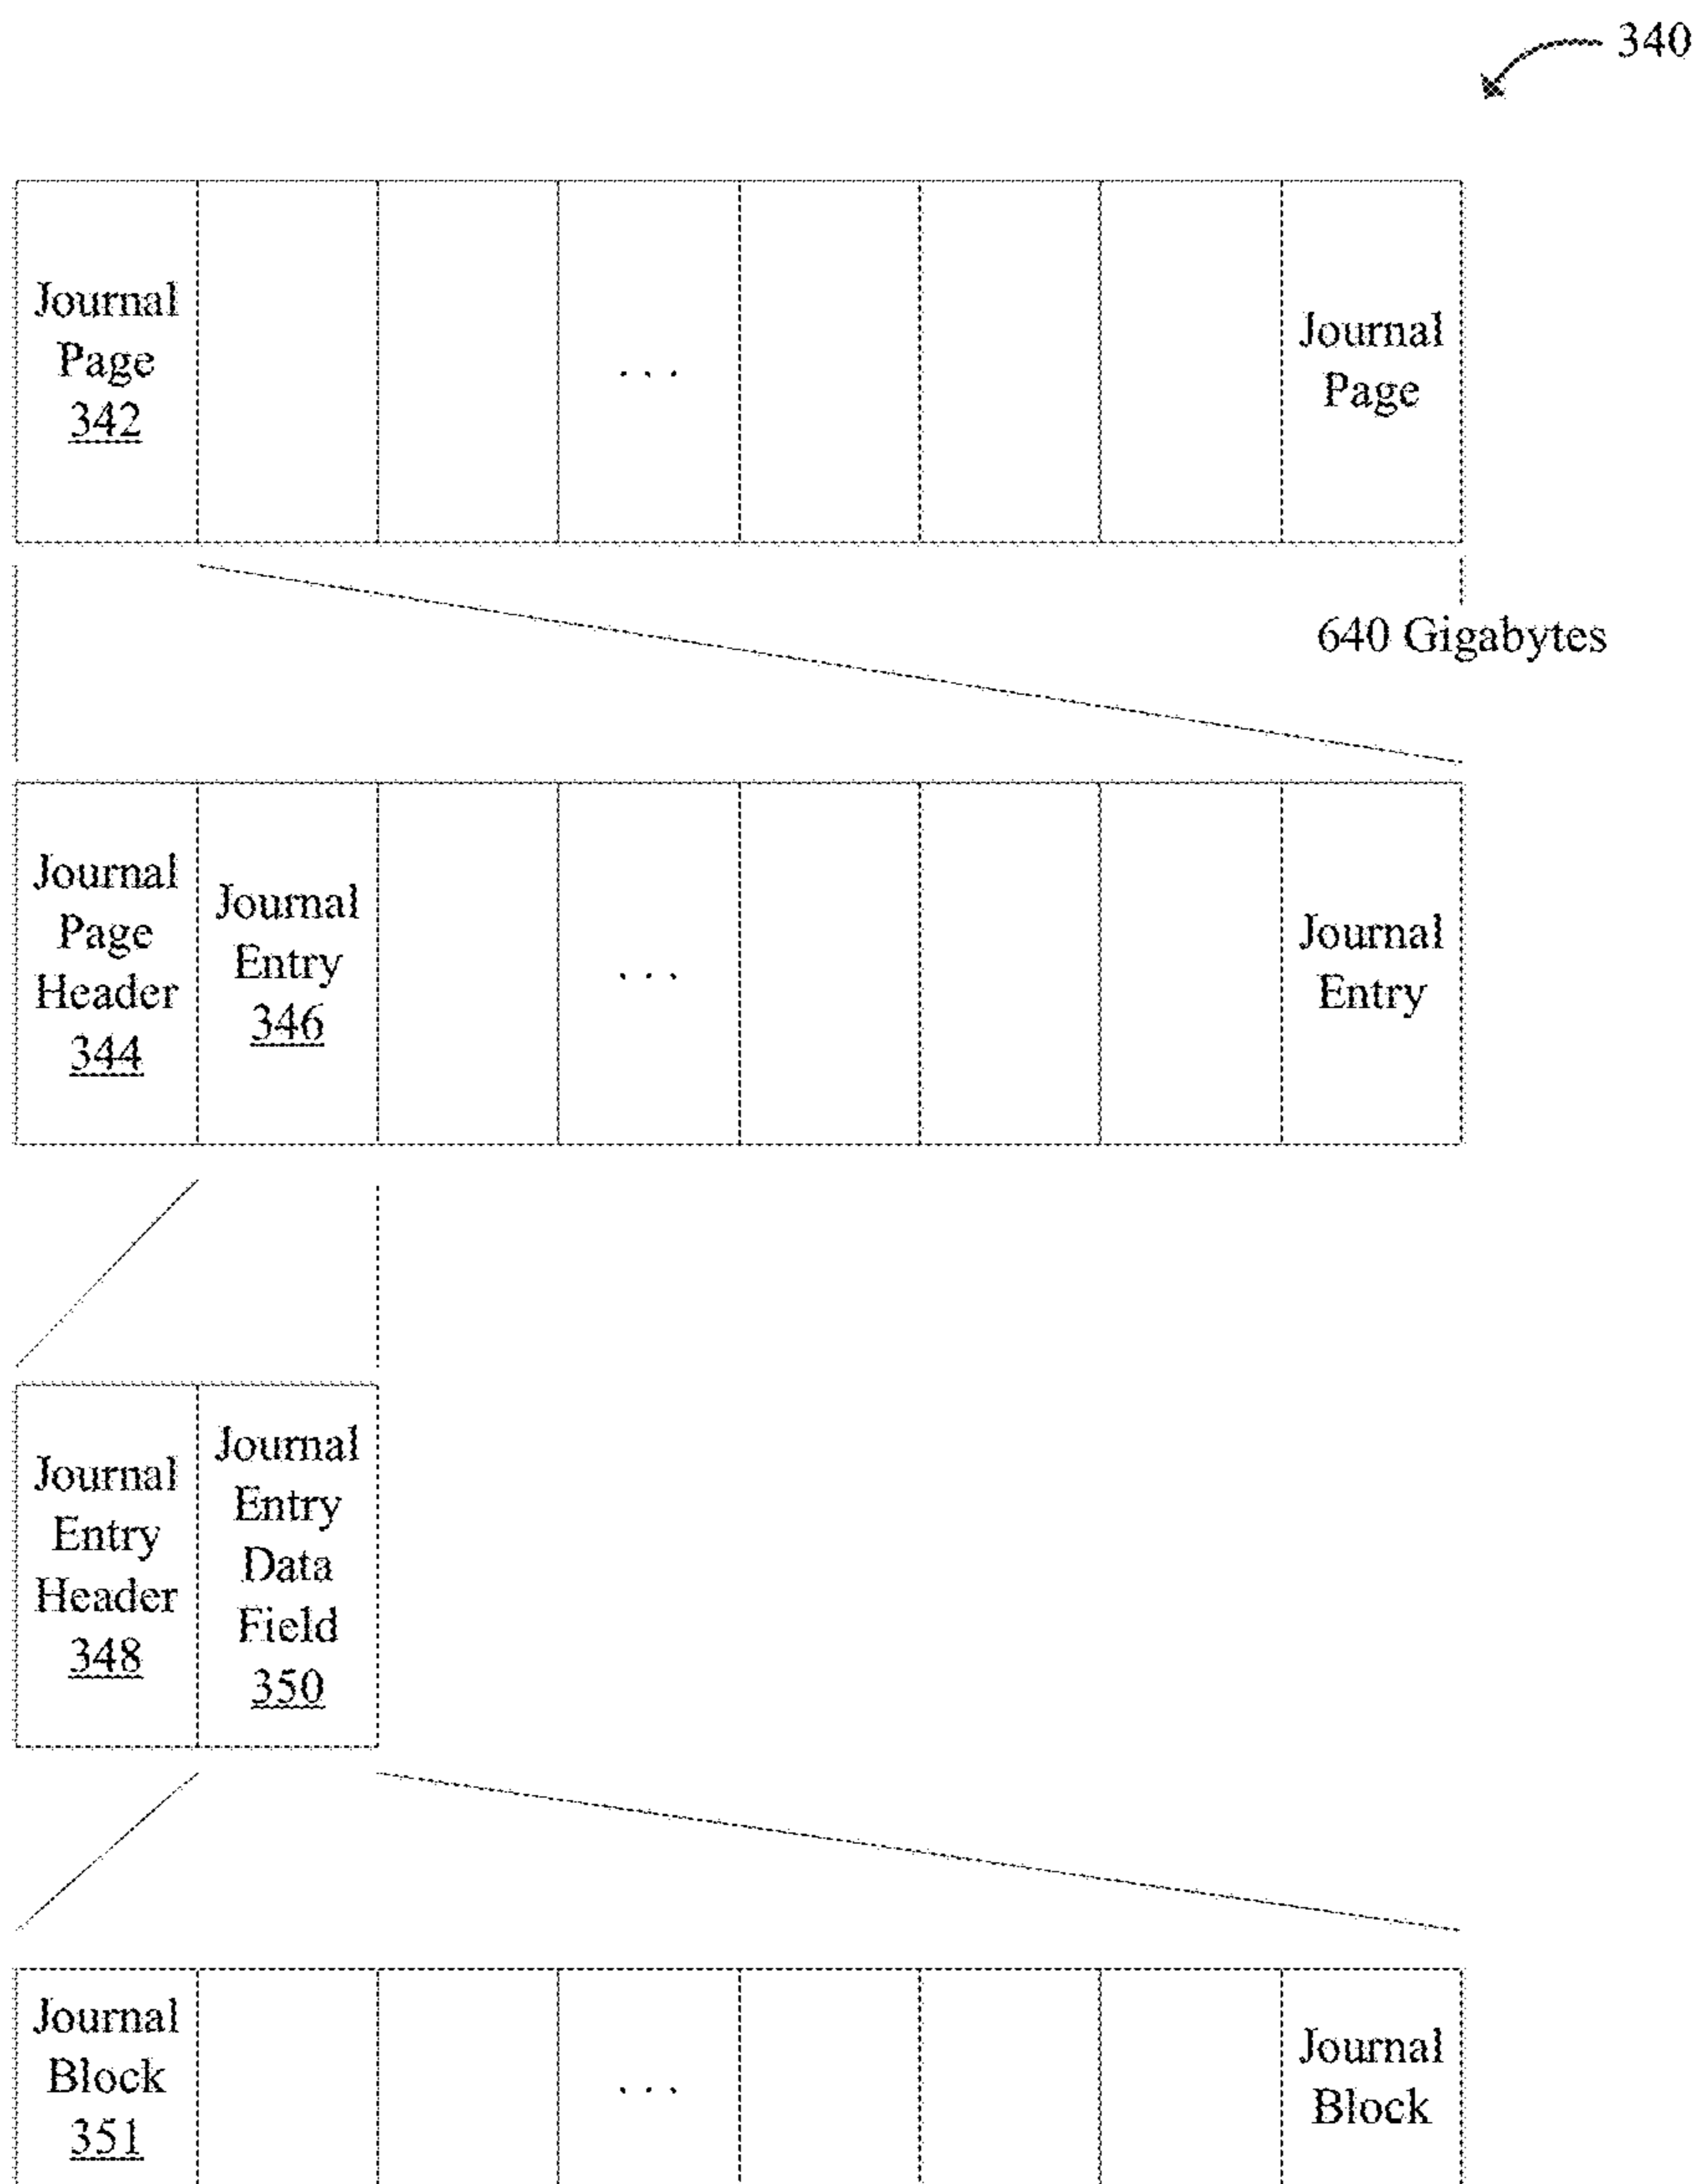 340
Journal
Page
342
. . .
Journal
Page
640 Gigabytes
Journal
Page
Header
344
Journal
Entry
346
. . .
Journal
Entry
Journal
Entry
Header
348
Journal
Entry
Data
Field
350
Journal
Block
351
. . .
Journal
Block